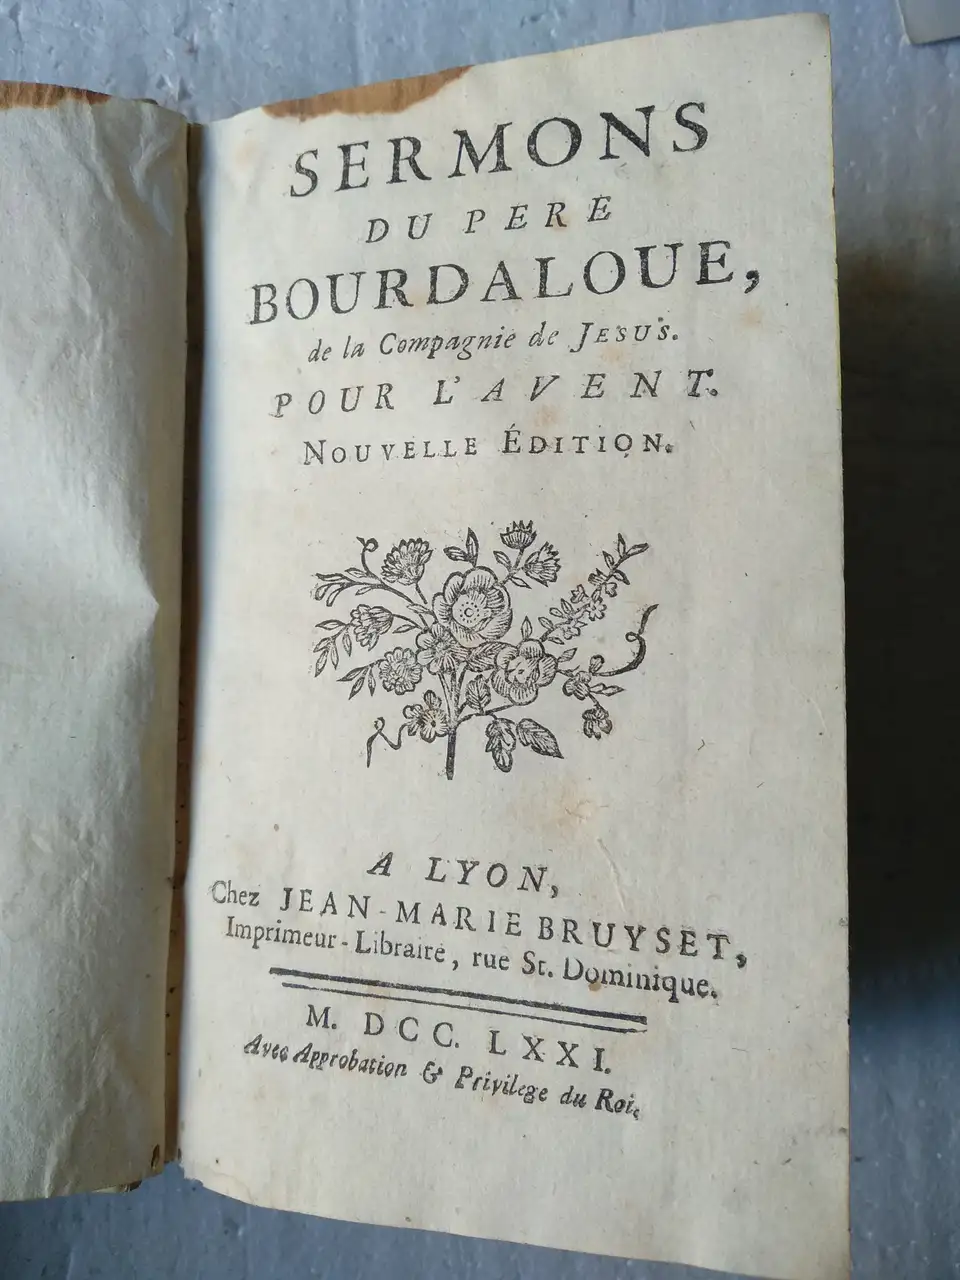 SERMONS
DU PERE
BOURDALOUE,
de la Compagnie de JESUS.
POUR L'AVENT.
NOUVELLE ÉDITION.
A LYON,
Chez JEAN-MARIE BRUYSET,
Imprimeur-Libraire, rue St. Dominique.
M. DCC. LXXI.
Avec Approbation & Privilege du Roi.